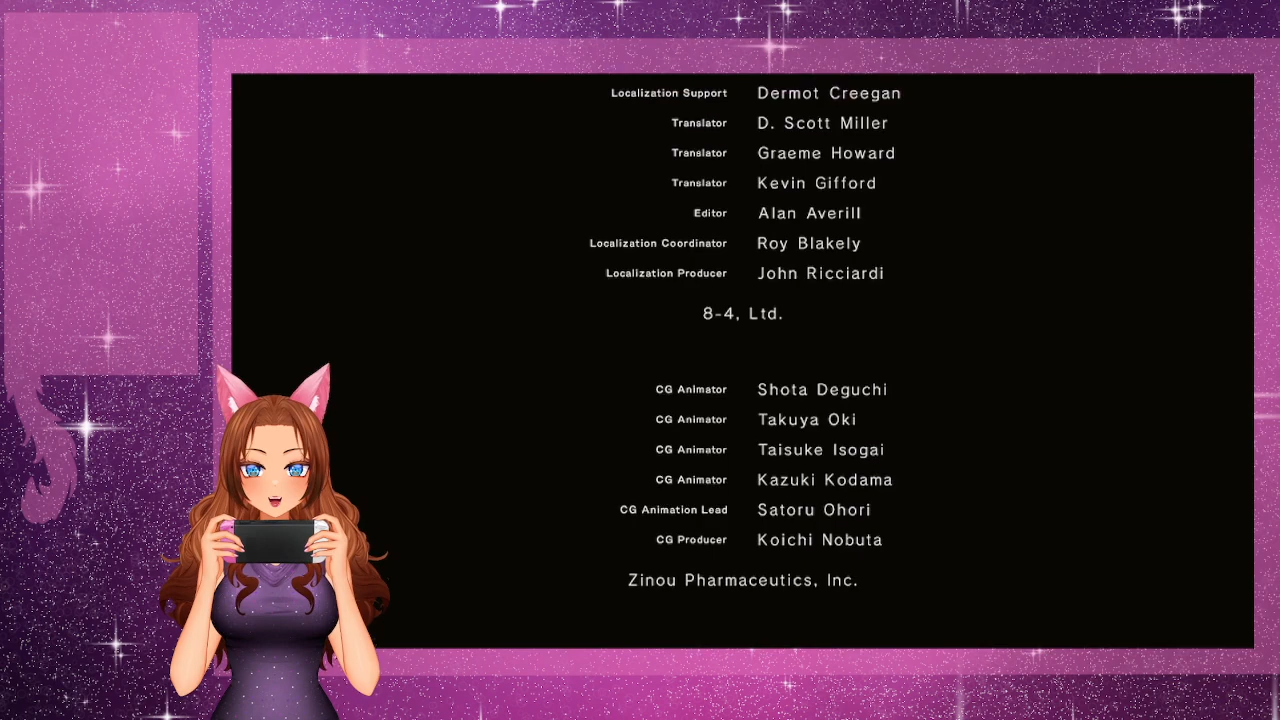 Localization Support Dermot Creegan
Translator D. Scott Miller
Translator Graeme Howard
Translator Kevin Gifford
Editor Alan Averill
Localization Coordinator Roy Blakely
Localization Producer John Ricciardi
8-4, Ltd.
CG Animator Shota Deguchi
CG Animator Takuya Oki
CG Animator Taisuke Isogai
CG Animator Kazuki Kodama
CG Animation Lead Satoru Ohori
CG Producer Koichi Nobuta
Zinou Pharmaceutics, Inc.